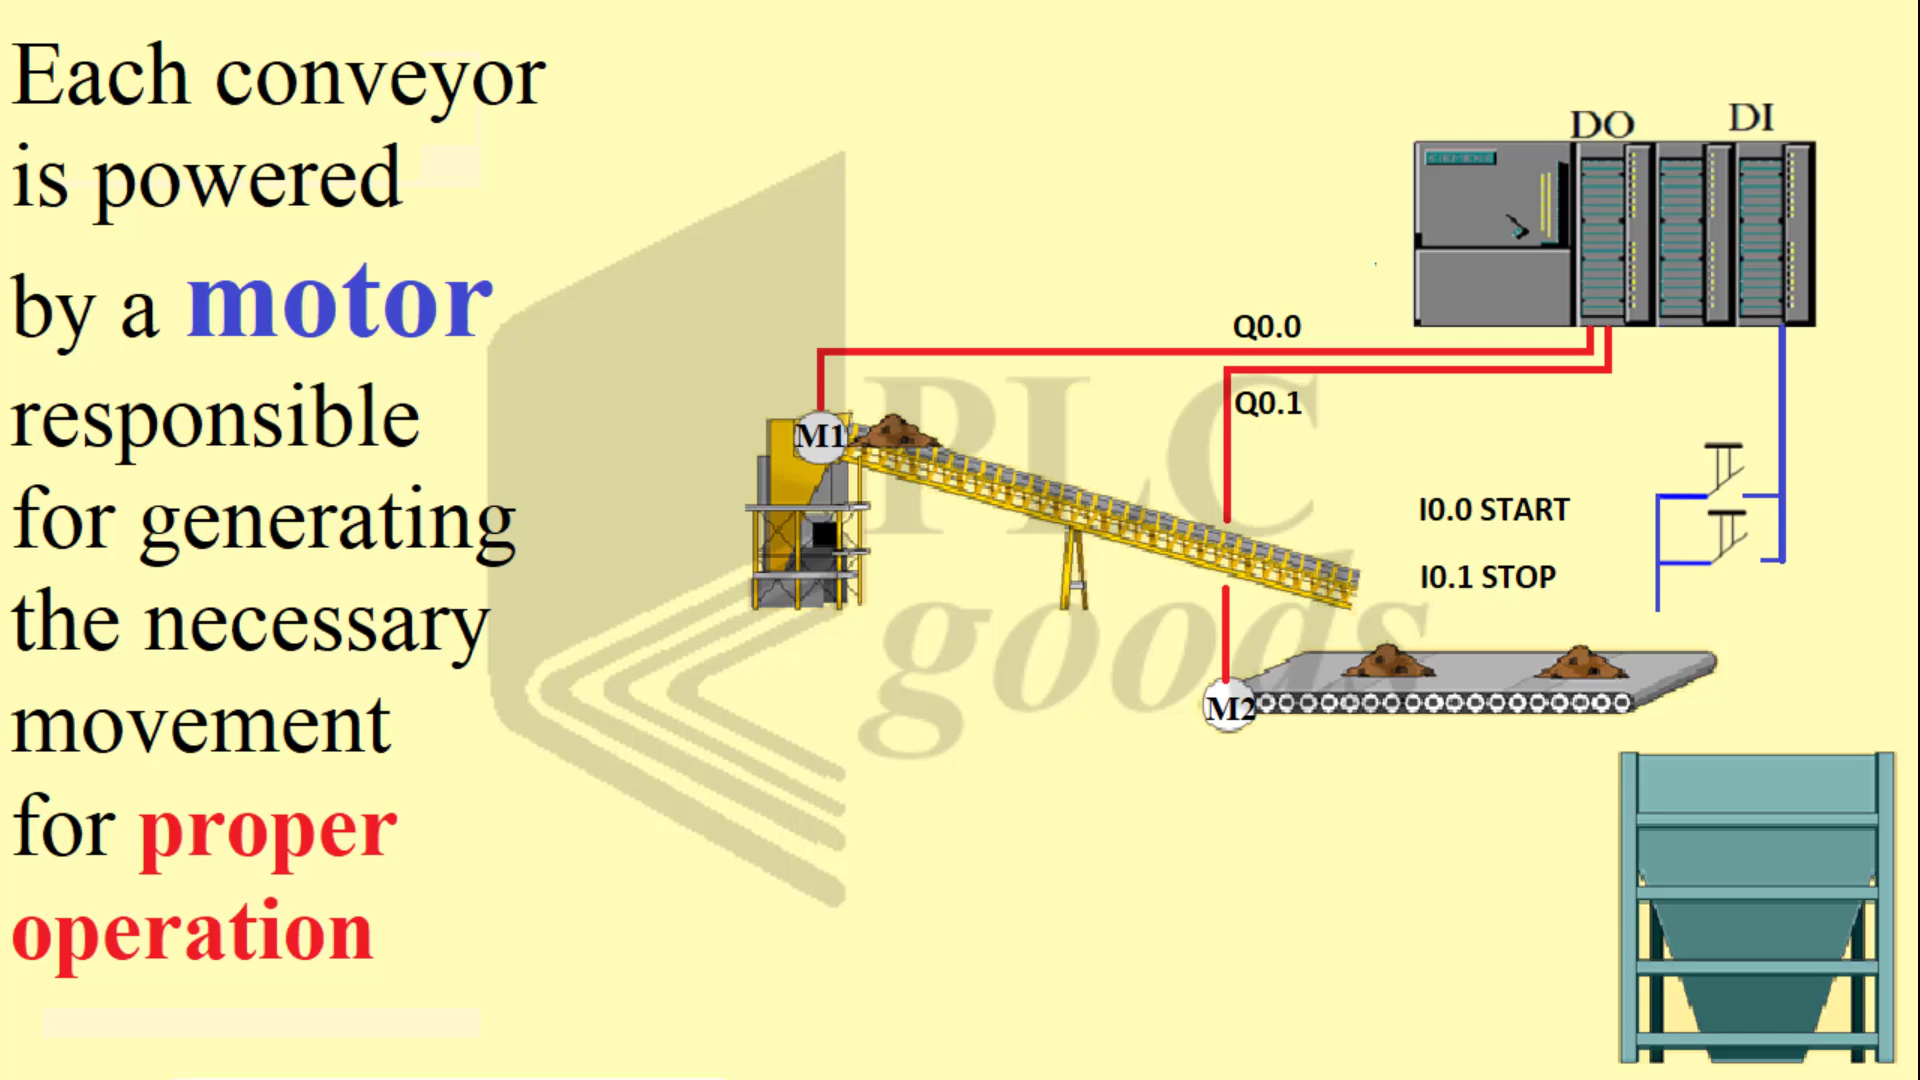 Each conveyor
is powered
by a motor
responsible
for generating
the necessary
movement
for proper
operation
DO
DI
SIEMENS
Q0.0
Q0.1
M1
PLC
I0.0 START
I0.1 STOP
goods
M2